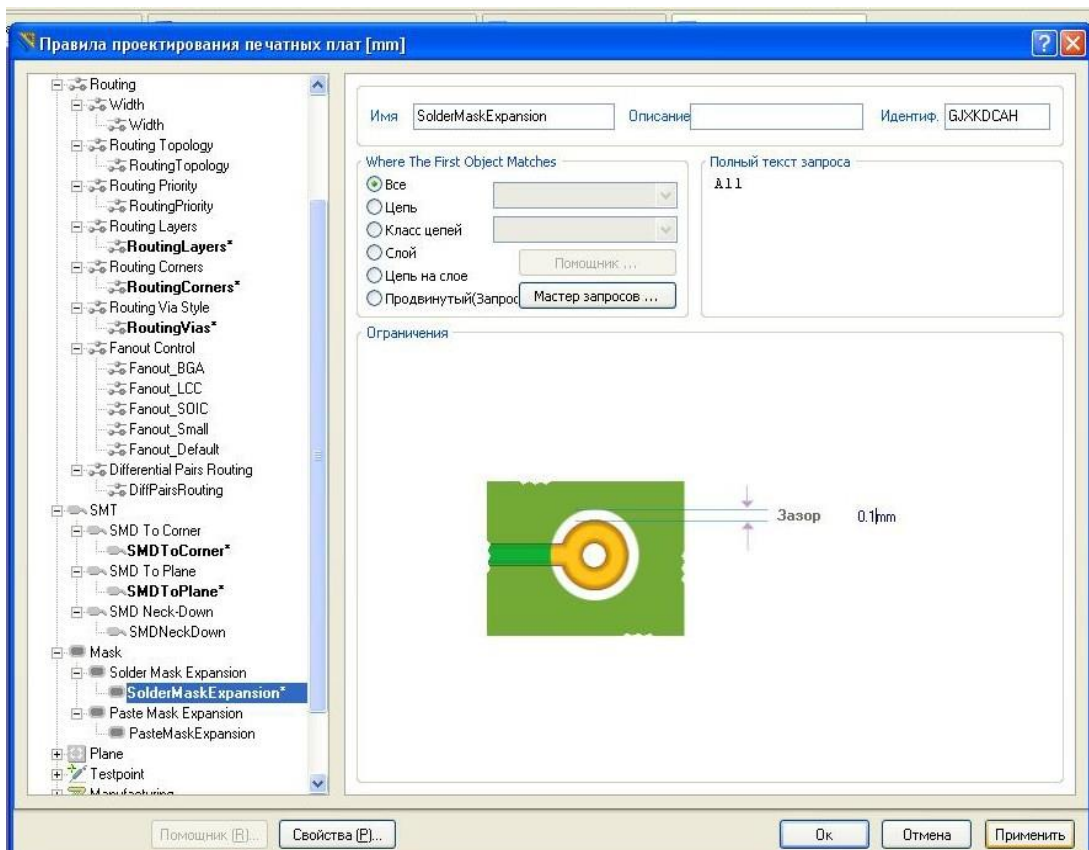 Правила проектирования печатных плат [mm]
Routing
Width
Width
Routing Topology
RoutingTopology
Routing Priority
RoutingPriority
Routing Layers
RoutingLayers*
Routing Corners
RoutingCorners*
Routing Via Style
RoutingVias*
Fanout Control
Fanout_BGA
Fanout_LCC
Fanout_SOIC
Fanout_Small
Fanout_Default
Differential Pairs Routing
DiffPairsRouting
SMT
SMD To Corner
SMDToCorner*
SMD To Plane
SMDToPlane*
SMD Neck-Down
SMDNeckDown
Mask
Solder Mask Expansion
SolderMaskExpansion*
Paste Mask Expansion
PasteMaskExpansion
Plane
Testpoint
Manufacturing
Имя SolderMaskExpansion Описание Идентиф. GJXKDCAH
Where The First Object Matches
Все
Цепь
Класс цепей
Слой
Цепь на слое
Продвинутый(Запрос
Помощник ...
Мастер запросов ...
Полный текст запроса
All
Ограничения
Зазор 0.1mm
Помощник (R)... Свойства (P)... Ок Отмена Применить